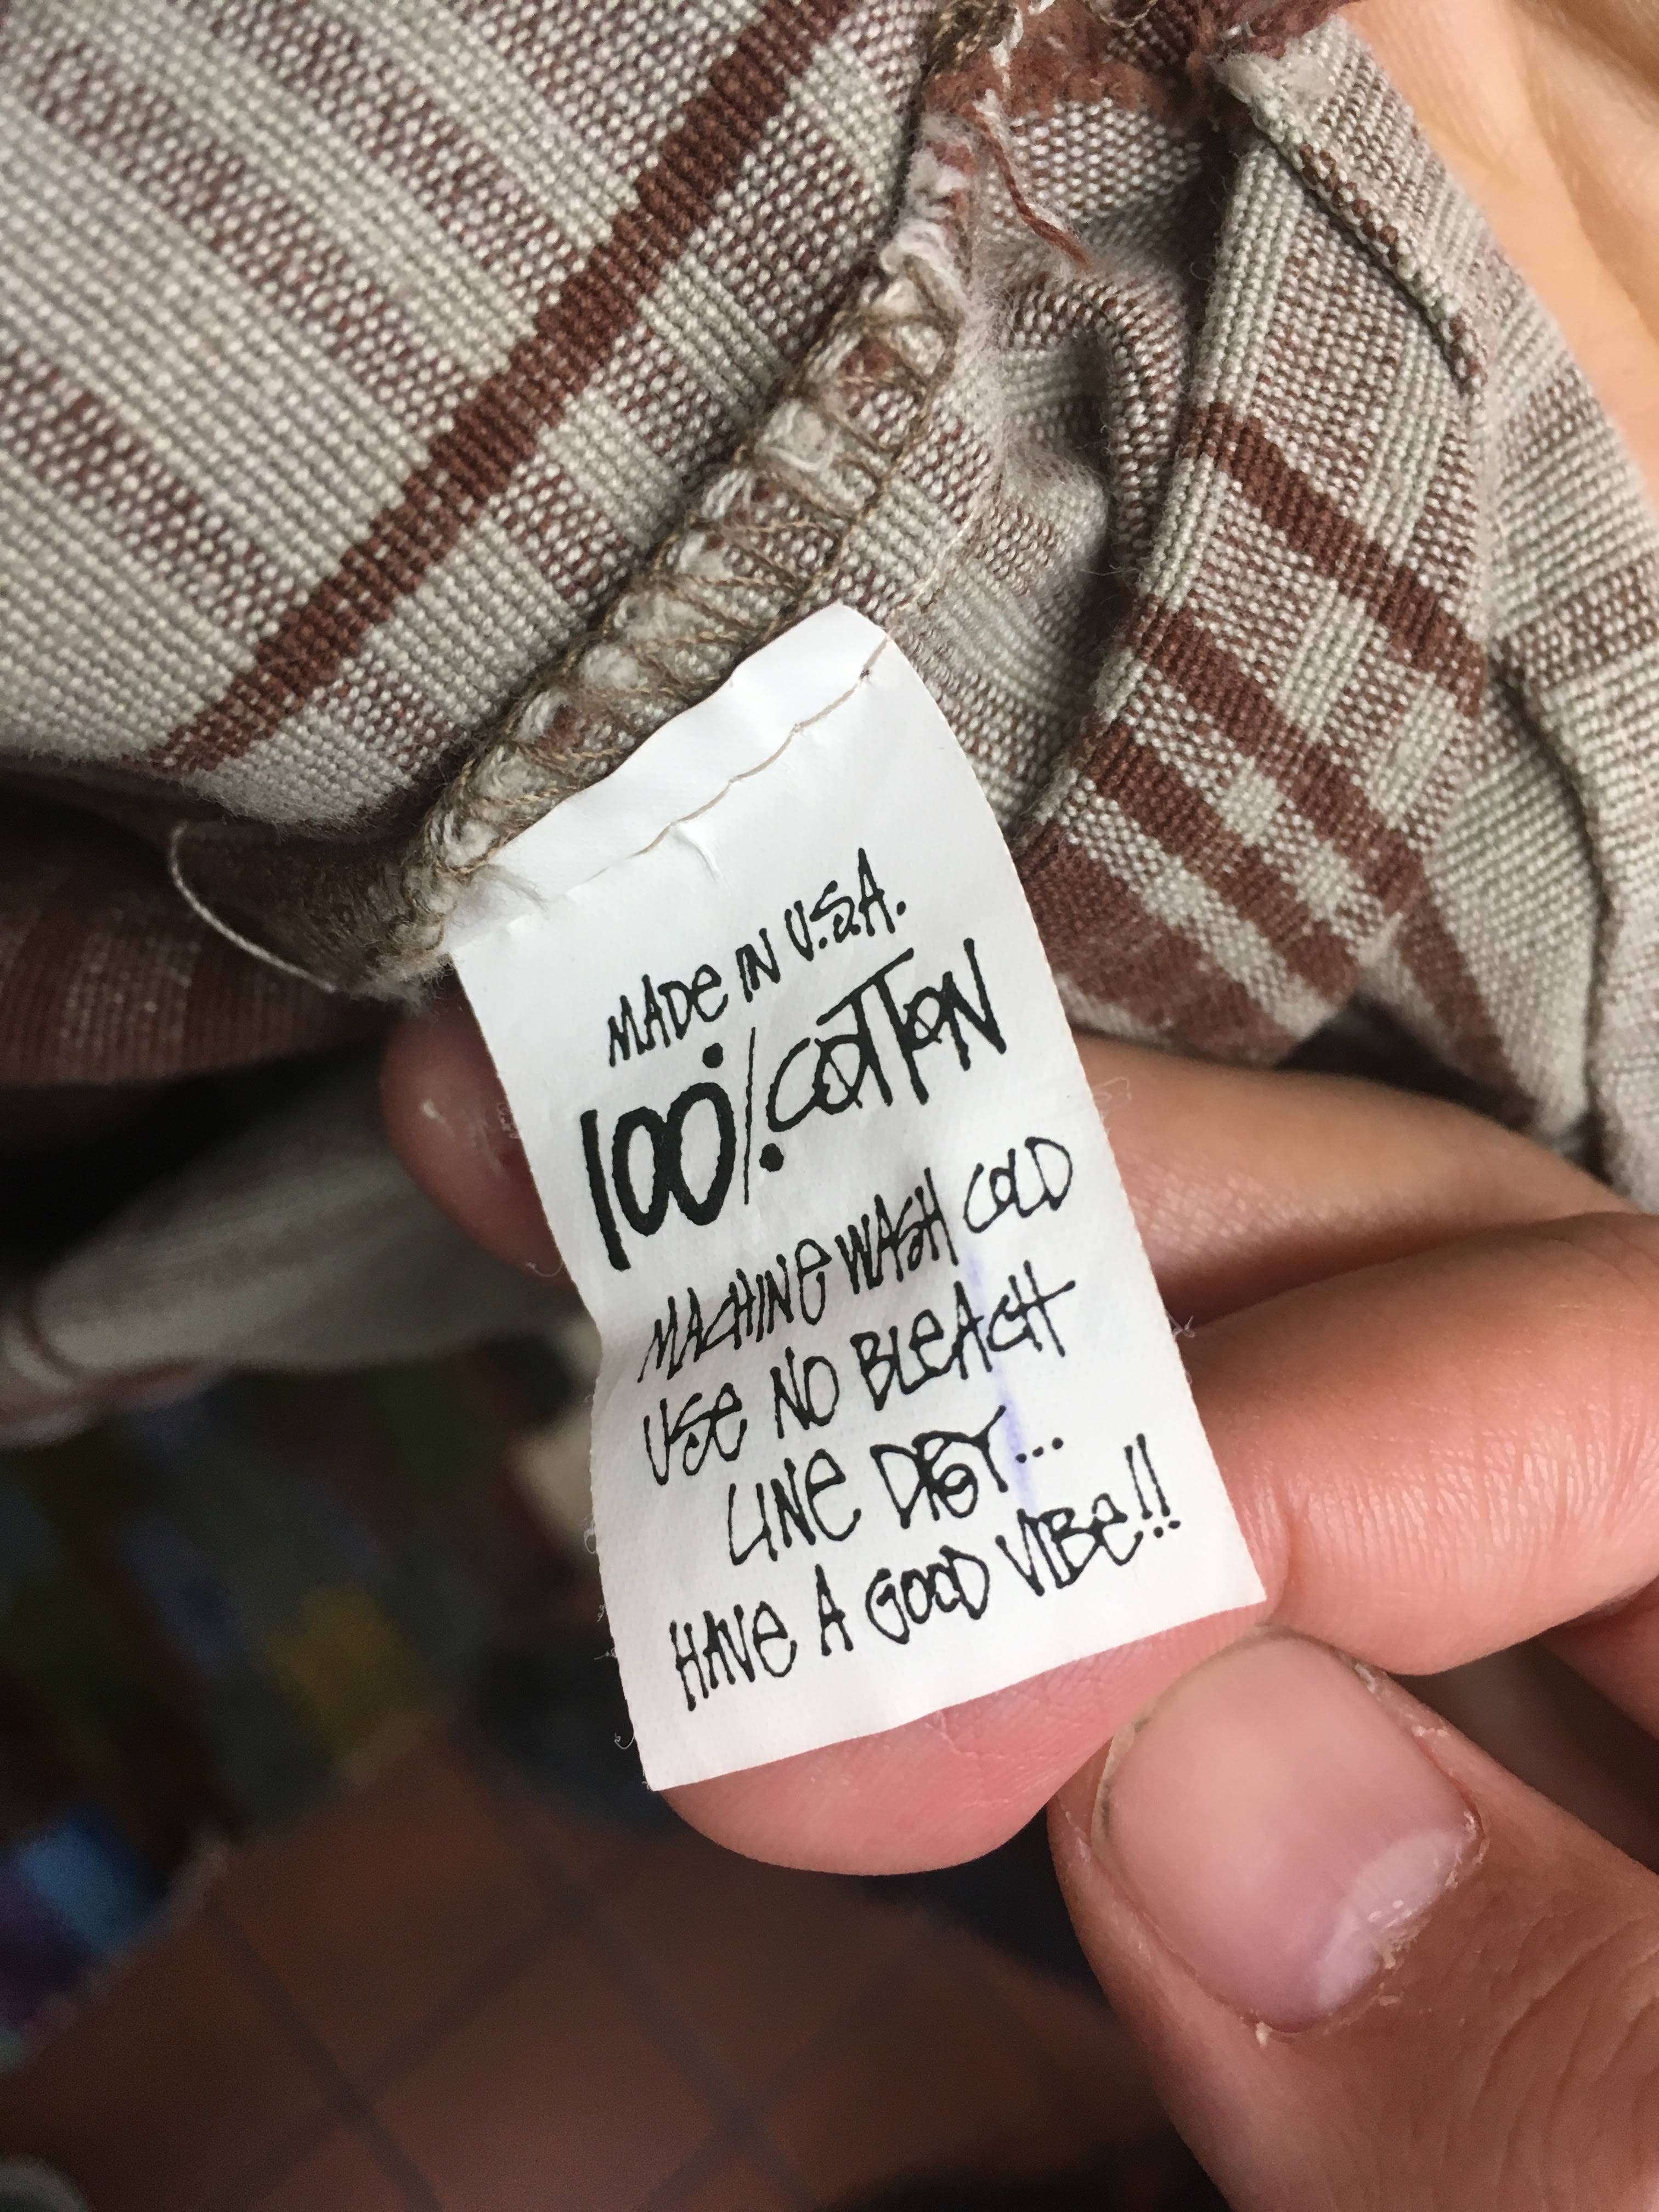 MADE IN U.S.A.
100% COTTON
MACHINE WASH COLD
USE NO BLEACH
LINE DRY...
HAVE A GOOD VIBE!!